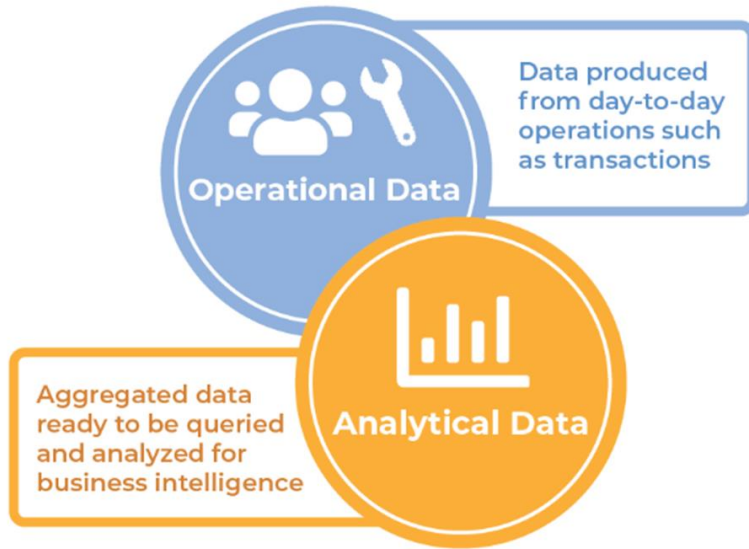 Operational Data
Data produced
from day-to-day
operations such
as transactions
Analytical Data
Aggregated data
ready to be queried
and analyzed for
business intelligence